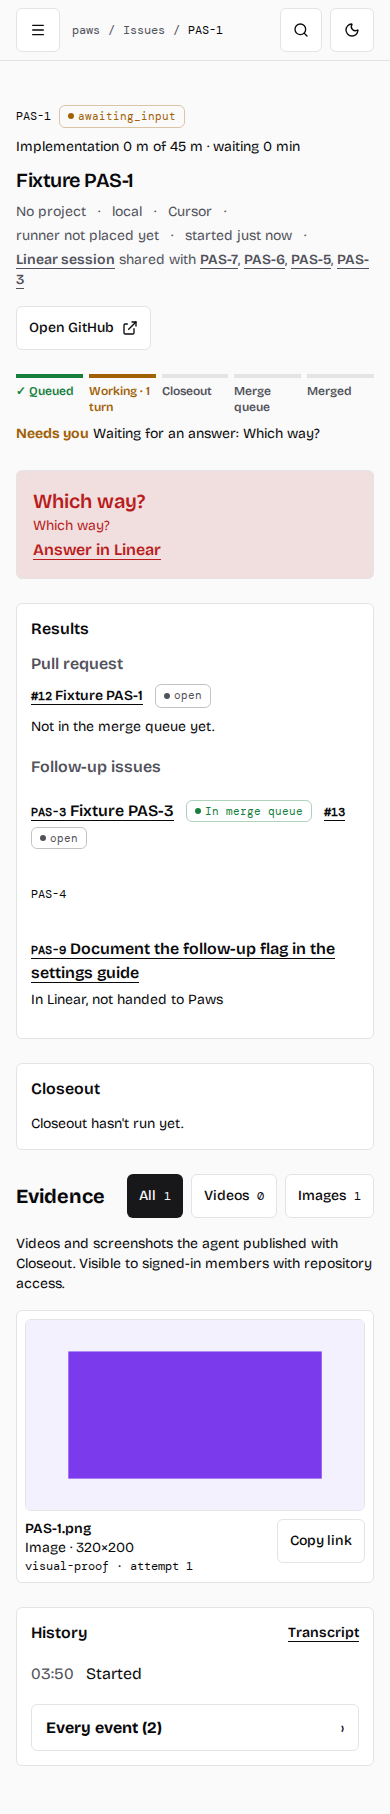 paws / Issues / PAS-1
PAS-1 awaiting_input
Implementation 0 m of 45 m · waiting 0 min
Fixture PAS-1
No project · local · Cursor ·
runner not placed yet · started just now ·
Linear session shared with PAS-7, PAS-6, PAS-5, PAS-
3
Open GitHub
✓ Queued
Working · 1
turn
Closeout
Merge
queue
Merged
Needs you Waiting for an answer: Which way?
Which way?
Which way?
Answer in Linear
Results
Pull request
#12 Fixture PAS-1 open
Not in the merge queue yet.
Follow-up issues
PAS-3 Fixture PAS-3 In merge queue #13
open
PAS-4
PAS-9 Document the follow-up flag in the
settings guide
In Linear, not handed to Paws
Closeout
Closeout hasn't run yet.
Evidence All 1 Videos 0 Images 1
Videos and screenshots the agent published with
Closeout. Visible to signed-in members with repository
access.
PAS-1.png
Image · 320×200
visual-proof · attempt 1
Copy link
History Transcript
03:50 Started
Every event (2) ›